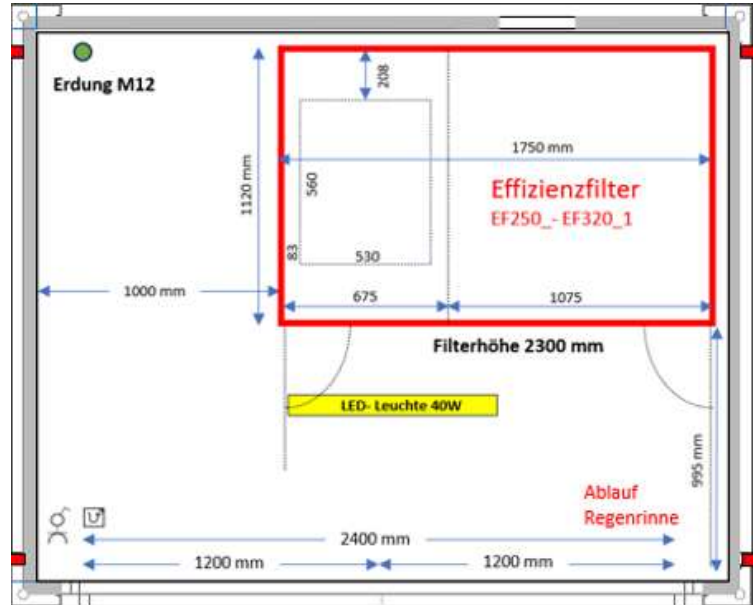 Erdung M12
208
1120 mm
1750 mm
560
Effizienzfilter
EF250_- EF320_1
83
530
1000 mm
675
1075
Filterhöhe 2300 mm
LED- Leuchte 40W
995 mm
Ablauf
Regenrinne
2400 mm
1200 mm
1200 mm